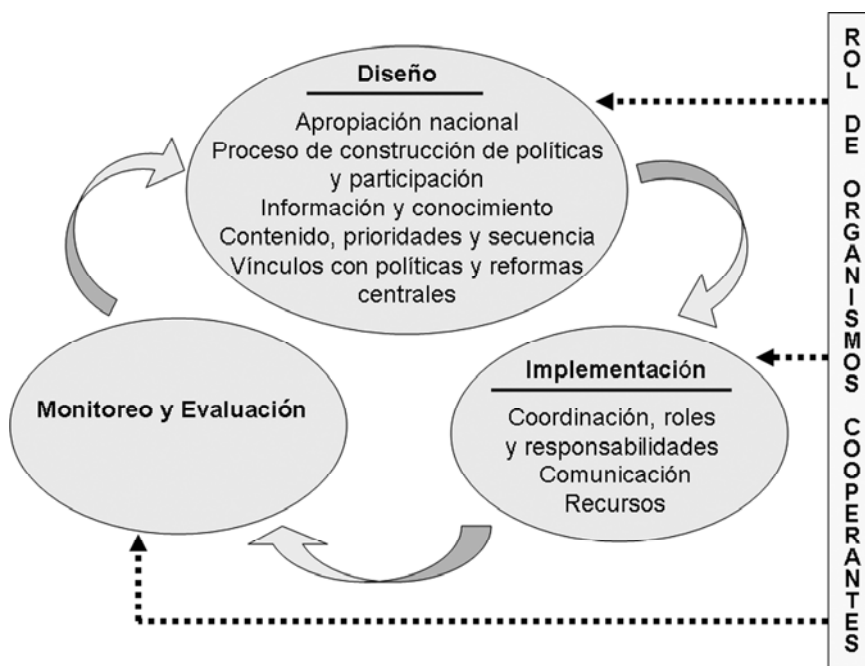 Diseño
Apropiación nacional
Proceso de construcción de políticas
y participación
Información y conocimiento
Contenido, prioridades y secuencia
Vínculos con políticas y reformas
centrales
Implementación
Coordinación, roles
y responsabilidades
Comunicación
Recursos
Monitoreo y Evaluación
ROL DE ORGANISMOS COOPERANTES